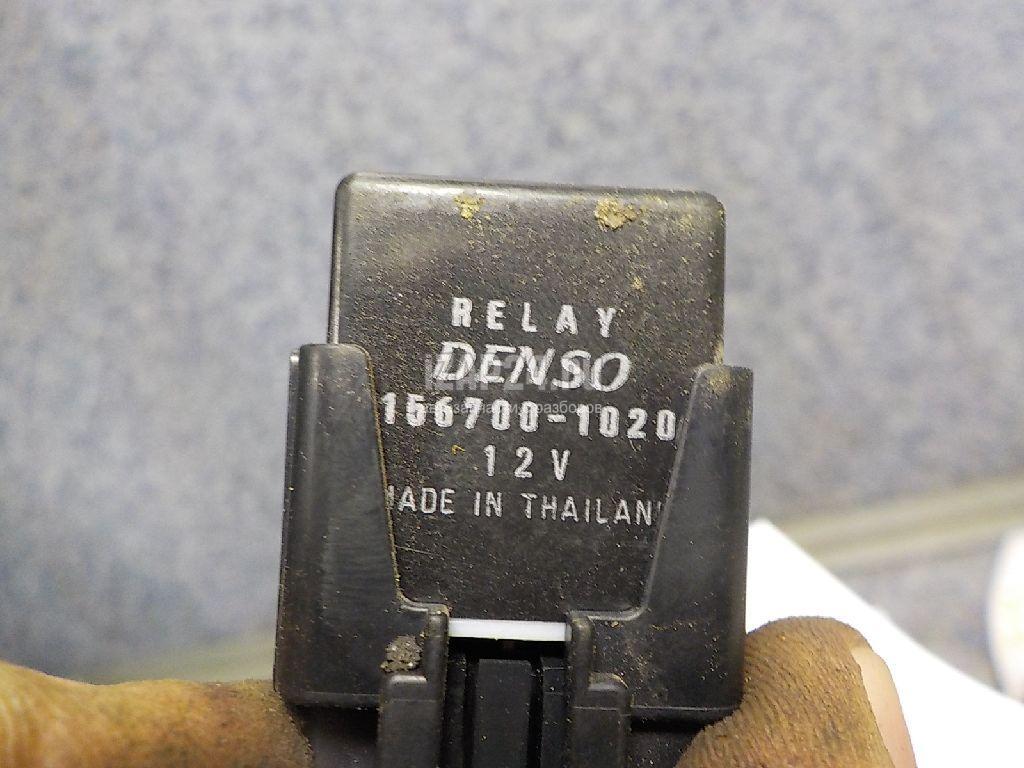 RELAY
DENSO
156700-1020
12V
MADE IN THAILAN